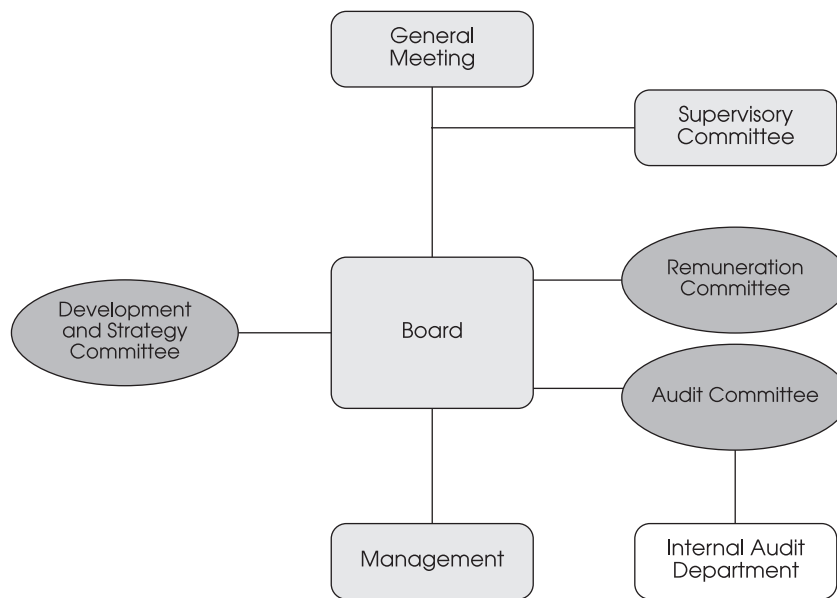 General
Meeting
Supervisory
Committee
Remuneration
Committee
Development
and Strategy
Committee
Board
Audit Committee
Management
Internal Audit
Department